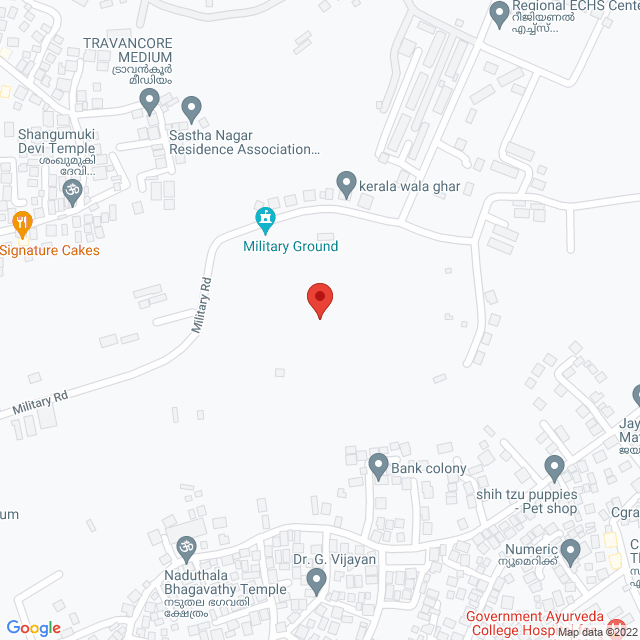 Regional ECHS Cente
റീജിയണൽ
എച്ച്സ്...
TRAVANCORE
MEDIUM
ട്രാവൻകൂർ
മീഡിയം
Shangumuki
Devi Temple
ശംഖുമുകി
ദേവി...
Sastha Nagar
Residence Association...
kerala wala ghar
Signature Cakes
Military Ground
Military Rd
Military Rd
Jay
Mat
ജയ
Bank colony
shih tzu puppies
- Pet shop
um
Cgra
Naduthala
Bhagavathy Temple
നടുതല ഭഗവതി
ക്ഷേത്രം
Dr. G. Vijayan
Numeric
ന്യൂമെറിക്ക്
C
Th
Government Ayurveda
College Hosp
Google
Map data ©2022